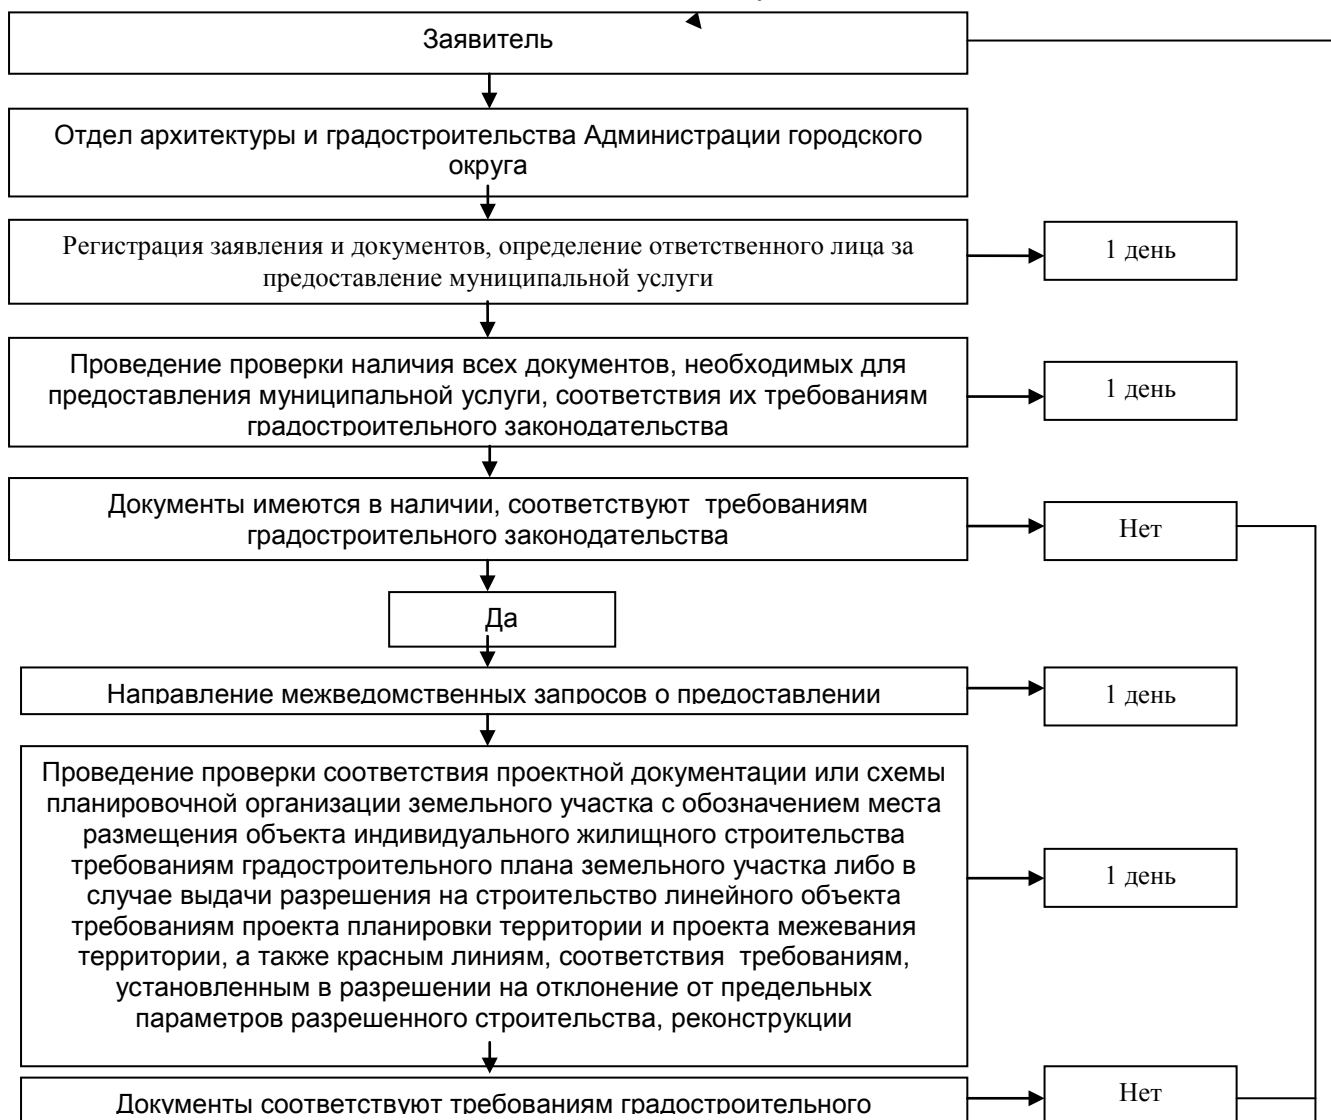 Заявитель
Отдел архитектуры и градостроительства Администрации городского
округа
Регистрация заявления и документов, определение ответственного лица за
предоставление муниципальной услуги
1 день
Проведение проверки наличия всех документов, необходимых для
предоставления муниципальной услуги, соответствия их требованиям
градостроительного законодательства
1 день
Документы имеются в наличии, соответствуют требованиям
градостроительного законодательства
Нет
Да
Направление межведомственных запросов о предоставлении
1 день
Проведение проверки соответствия проектной документации или схемы
планировочной организации земельного участка с обозначением места
размещения объекта индивидуального жилищного строительства
требованиям градостроительного плана земельного участка либо в
случае выдачи разрешения на строительство линейного объекта
требованиям проекта планировки территории и проекта межевания
территории, а также красным линиям, соответствия требованиям,
установленным в разрешении на отклонение от предельных
параметров разрешенного строительства, реконструкции
1 день
Документы соответствуют требованиям градостроительного
Нет